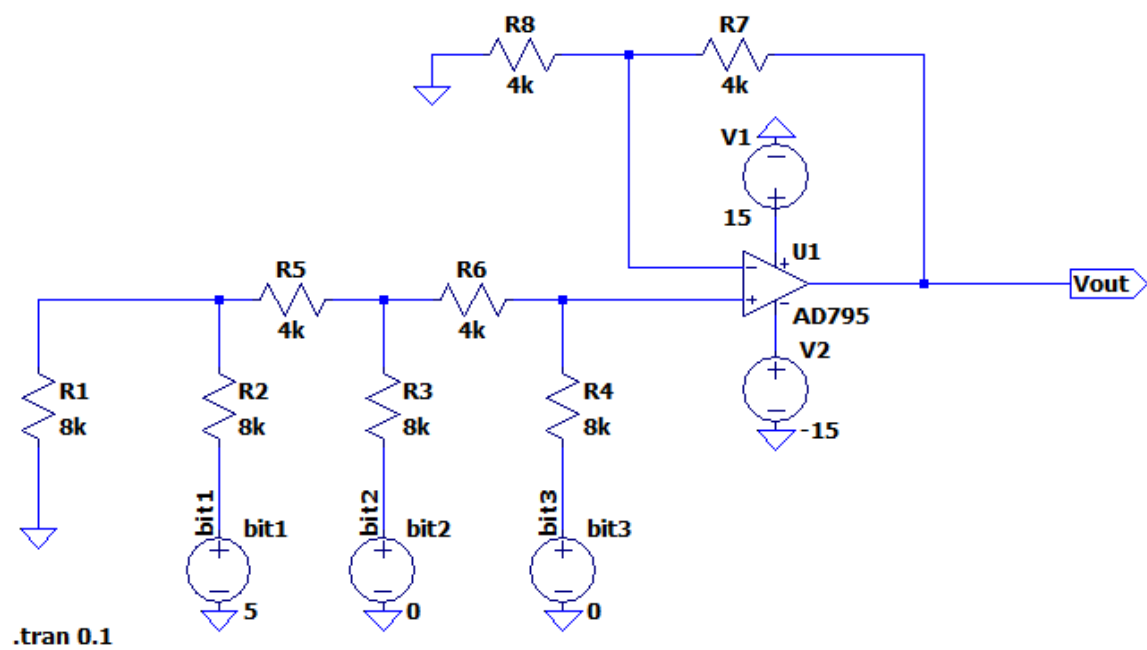 R8
R7
4k
4k
V1
15
U1
R5
R6
Vout
4k
4k
AD795
V2
R1
R2
R3
R4
8k
8k
8k
8k
-15
bit1
bit2
bit3
bit1
bit2
bit3
5
0
0
.tran 0.1